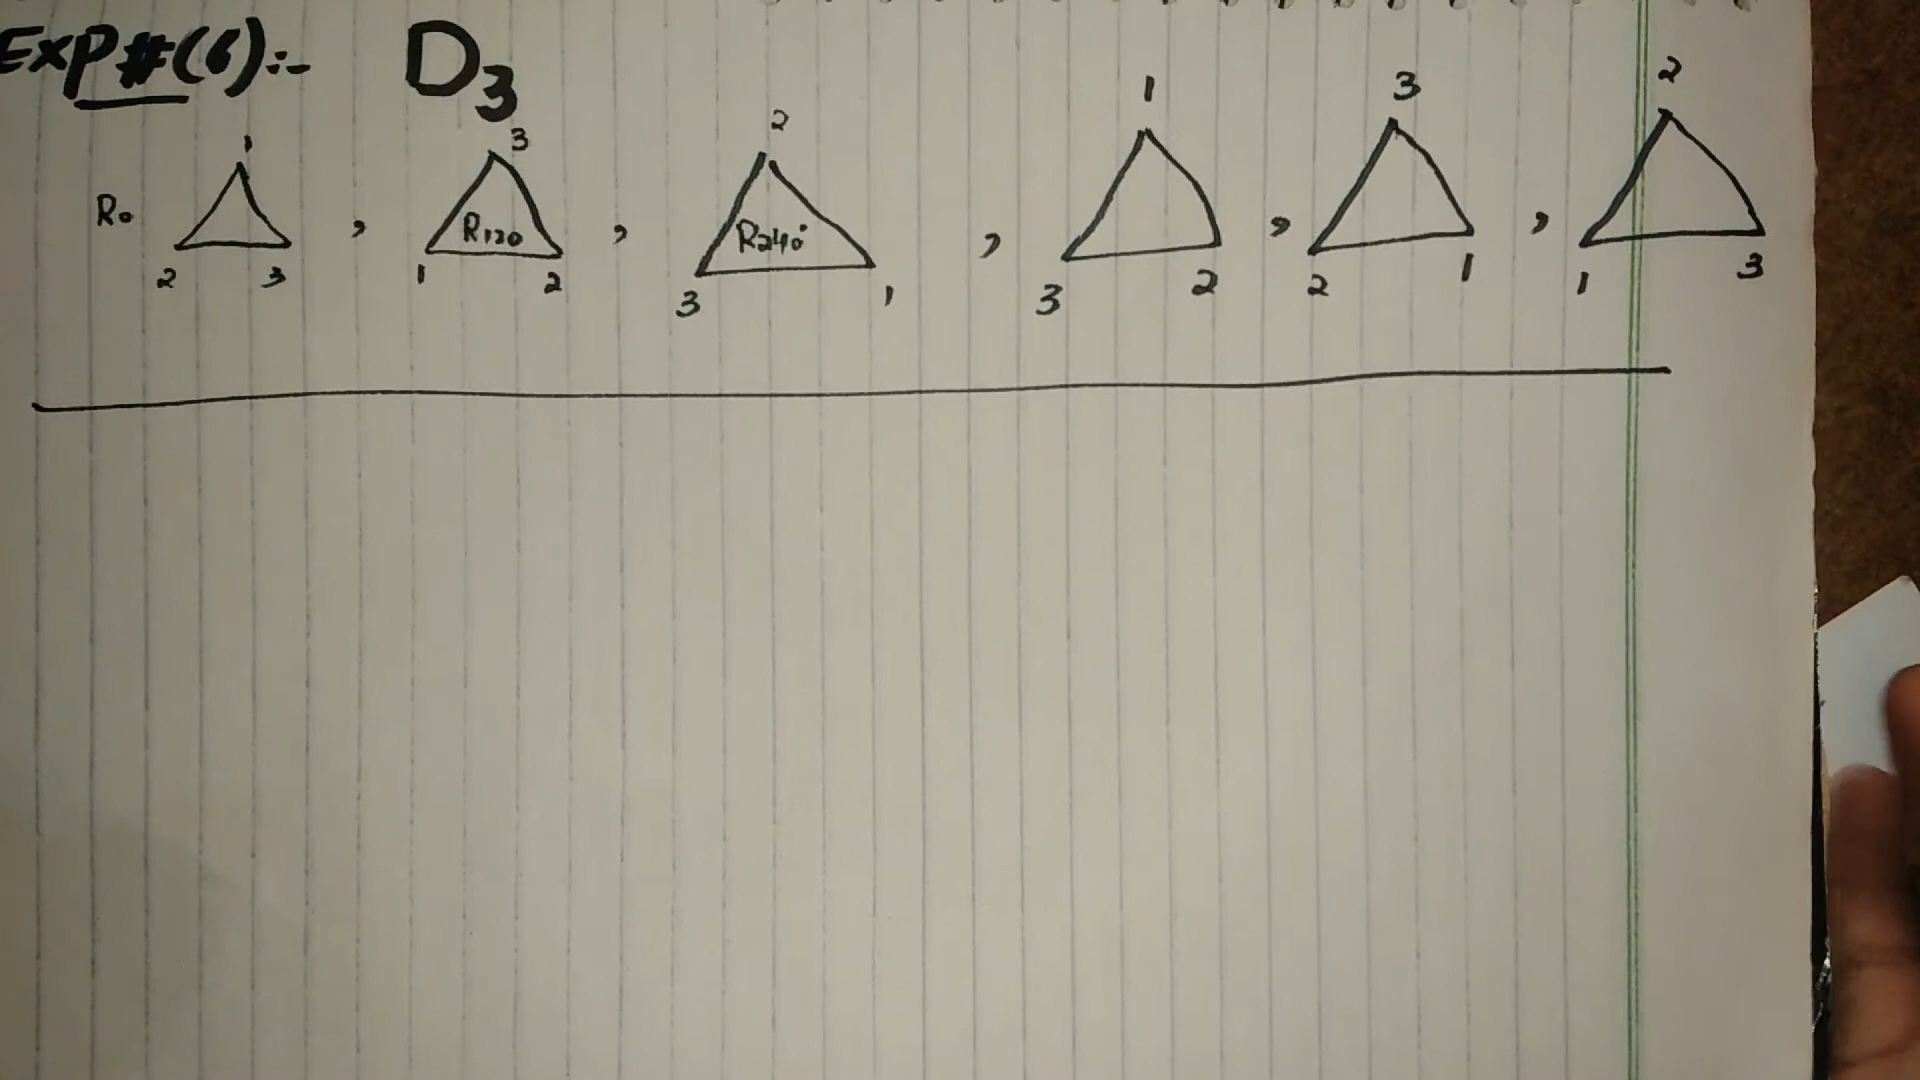 Exp#(6):- D3
1 3 2 1 3 2
R0 , R120 , R240° , , ,
2 3 1 2 3 1 3 2 2 1 1 3